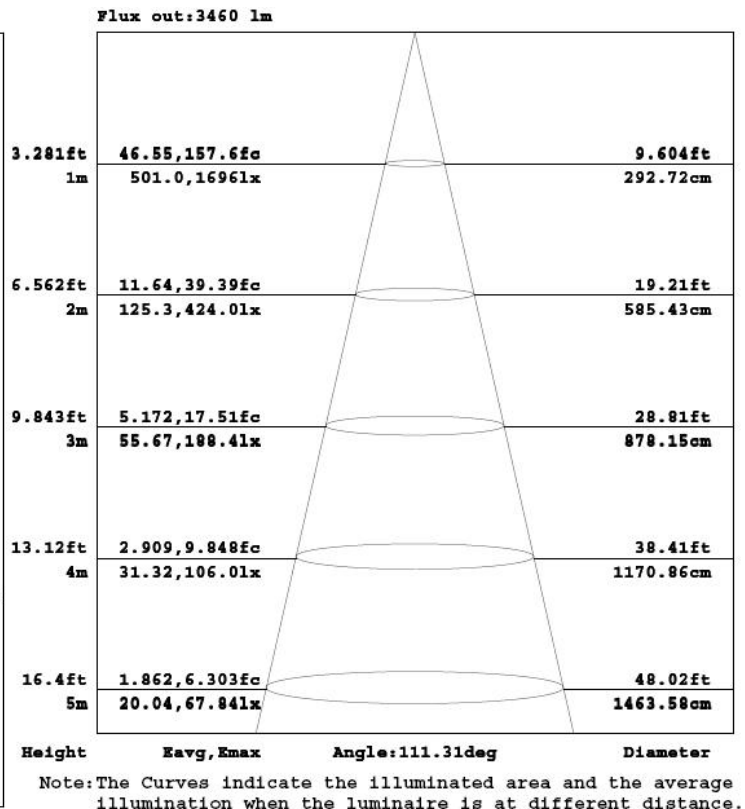 Flux out:3460 lm
3.281ft 46.55,157.6fc 9.604ft
1m 501.0,1696lx 292.72cm
6.562ft 11.64,39.39fc 19.21ft
2m 125.3,424.0lx 585.43cm
9.843ft 5.172,17.51fc 28.81ft
3m 55.67,188.4lx 878.15cm
13.12ft 2.909,9.848fc 38.41ft
4m 31.32,106.0lx 1170.86cm
16.4ft 1.862,6.303fc 48.02ft
5m 20.04,67.84lx 1463.58cm
Height Eavg,Emax Angle:111.31deg Diameter
Note:The Curves indicate the illuminated area and the average
illumination when the luminaire is at different distance.